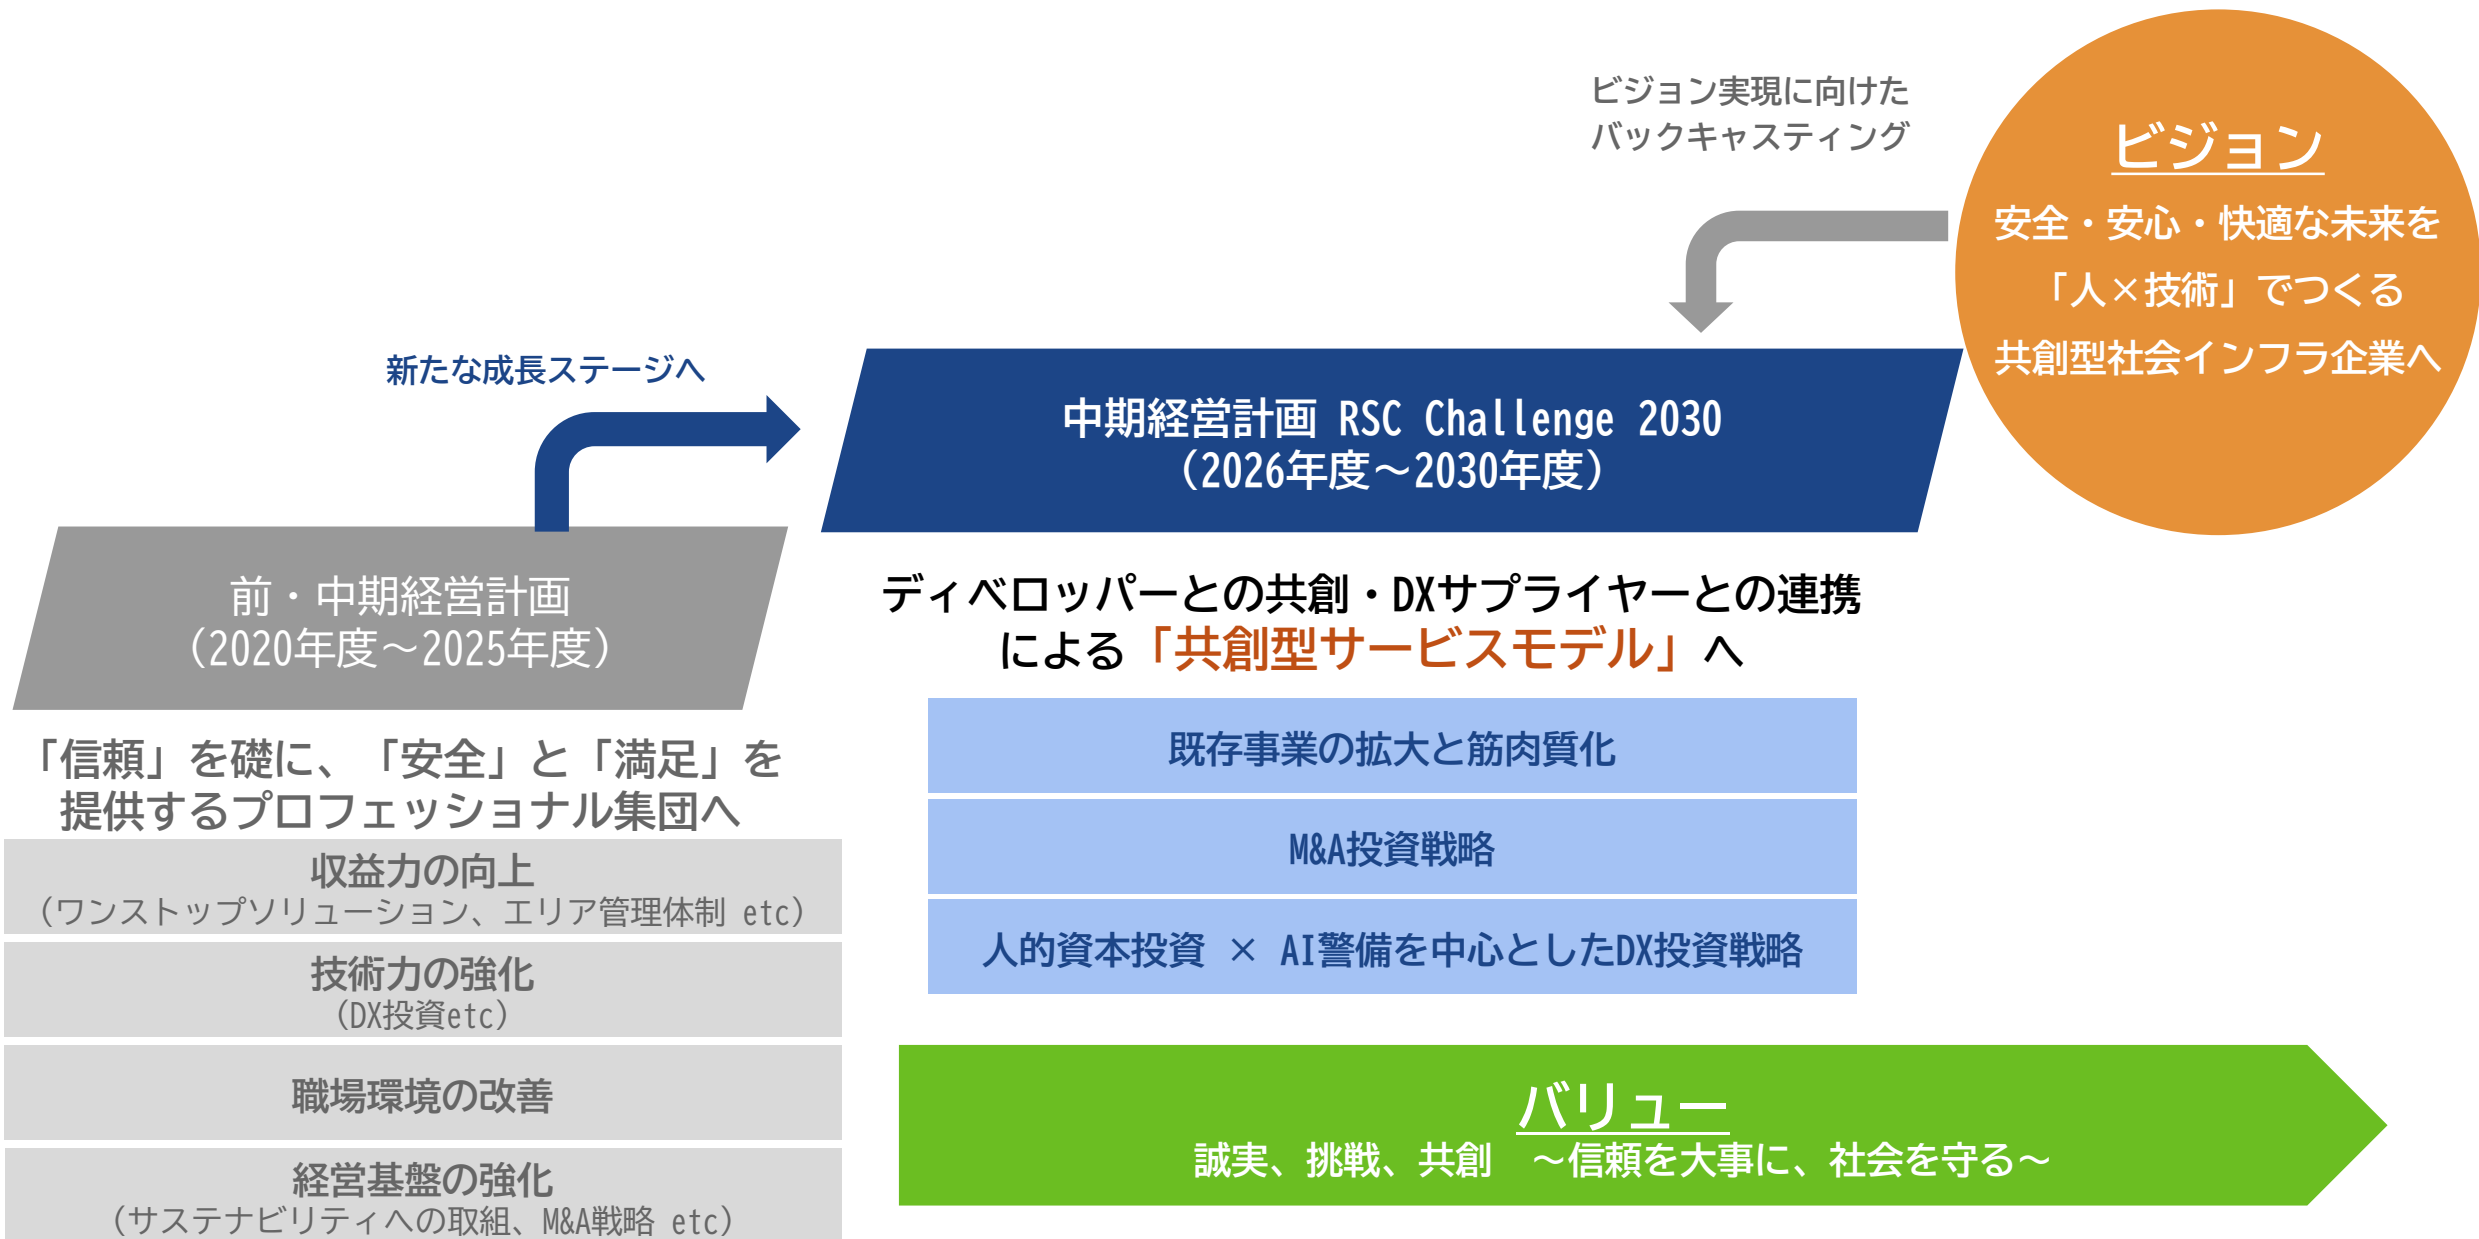 ビジョン実現に向けた
バックキャスティング
ビジョン
安全・安心・快適な未来を
「人×技術」でつくる
共創型社会インフラ企業へ
新たな成長ステージへ
中期経営計画 RSC Challenge 2030
（2026年度～2030年度）
前・中期経営計画
（2020年度～2025年度）
「信頼」を礎に、「安全」と「満足」を
提供するプロフェッショナル集団へ
収益力の向上
（ワンストップソリューション、エリア管理体制 etc）
技術力の強化
（DX投資etc）
職場環境の改善
経営基盤の強化
（サステナビリティへの取組、M&A戦略 etc）
ディベロッパーとの共創・DXサプライヤーとの連携
による「共創型サービスモデル」へ
既存事業の拡大と筋肉質化
M&A投資戦略
人的資本投資 × AI警備を中心としたDX投資戦略
バリュー
誠実、挑戦、共創　～信頼を大事に、社会を守る～